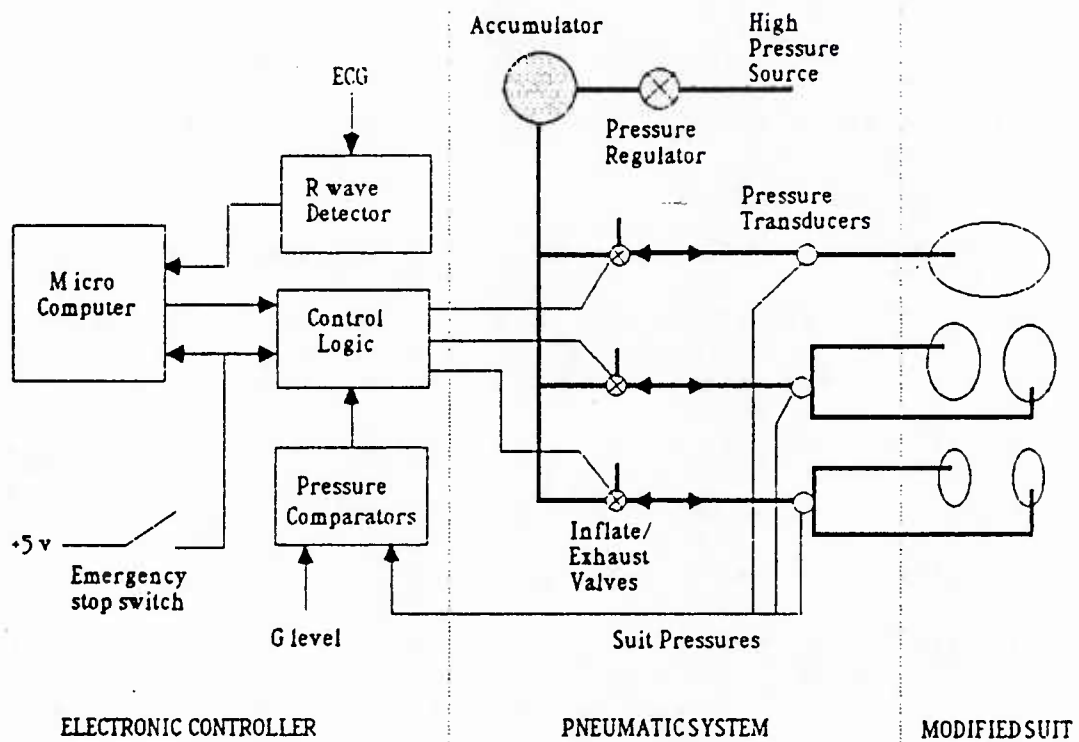 Accumulator
High
Pressure
Source
ECG
Pressure
Regulator
R wave
Detector
Pressure
Transducers
Micro
Computer
Control
Logic
Pressure
Comparators
+5 v
Emergency
stop switch
Inflate/
Exhaust
Valves
G level
Suit Pressures
ELECTRONIC CONTROLLER
PNEUMATIC SYSTEM
MODIFIED SUIT